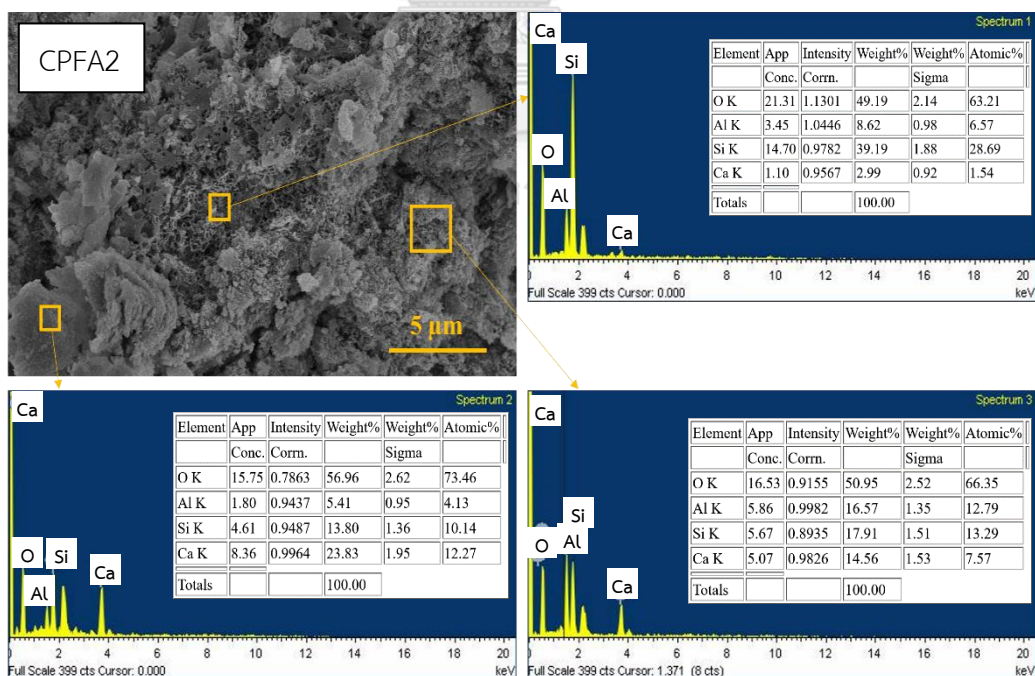 CPFA2
5 µm
Spectrum 1
Ca
Si
O
Al
Ca
Element App Intensity Weight% Weight% Atomic%
Conc. Corrn. Sigma
O K 21.31 1.1301 49.19 2.14 63.21
Al K 3.45 1.0446 8.62 0.98 6.57
Si K 14.70 0.9782 39.19 1.88 28.69
Ca K 1.10 0.9567 2.99 0.92 1.54
Totals 100.00
0 2 4 6 8 10 12 14 16 18 20
Full Scale 399 cts Cursor: 0.000 keV
Spectrum 2
Ca
O
Si
Al
Ca
Element App Intensity Weight% Weight% Atomic%
Conc. Corrn. Sigma
O K 15.75 0.7863 56.96 2.62 73.46
Al K 1.80 0.9437 5.41 0.95 4.13
Si K 4.61 0.9487 13.80 1.36 10.14
Ca K 8.36 0.9964 23.83 1.95 12.27
Totals 100.00
0 2 4 6 8 10 12 14 16 18 20
Full Scale 399 cts Cursor: 0.000 keV
Spectrum 3
Ca
Si
O
Al
Ca
Element App Intensity Weight% Weight% Atomic%
Conc. Corrn. Sigma
O K 16.53 0.9155 50.95 2.52 66.35
Al K 5.86 0.9982 16.57 1.35 12.79
Si K 5.67 0.8935 17.91 1.51 13.29
Ca K 5.07 0.9826 14.56 1.53 7.57
Totals 100.00
0 2 4 6 8 10 12 14 16 18 20
Full Scale 399 cts Cursor: 1.371 (8 cts) keV